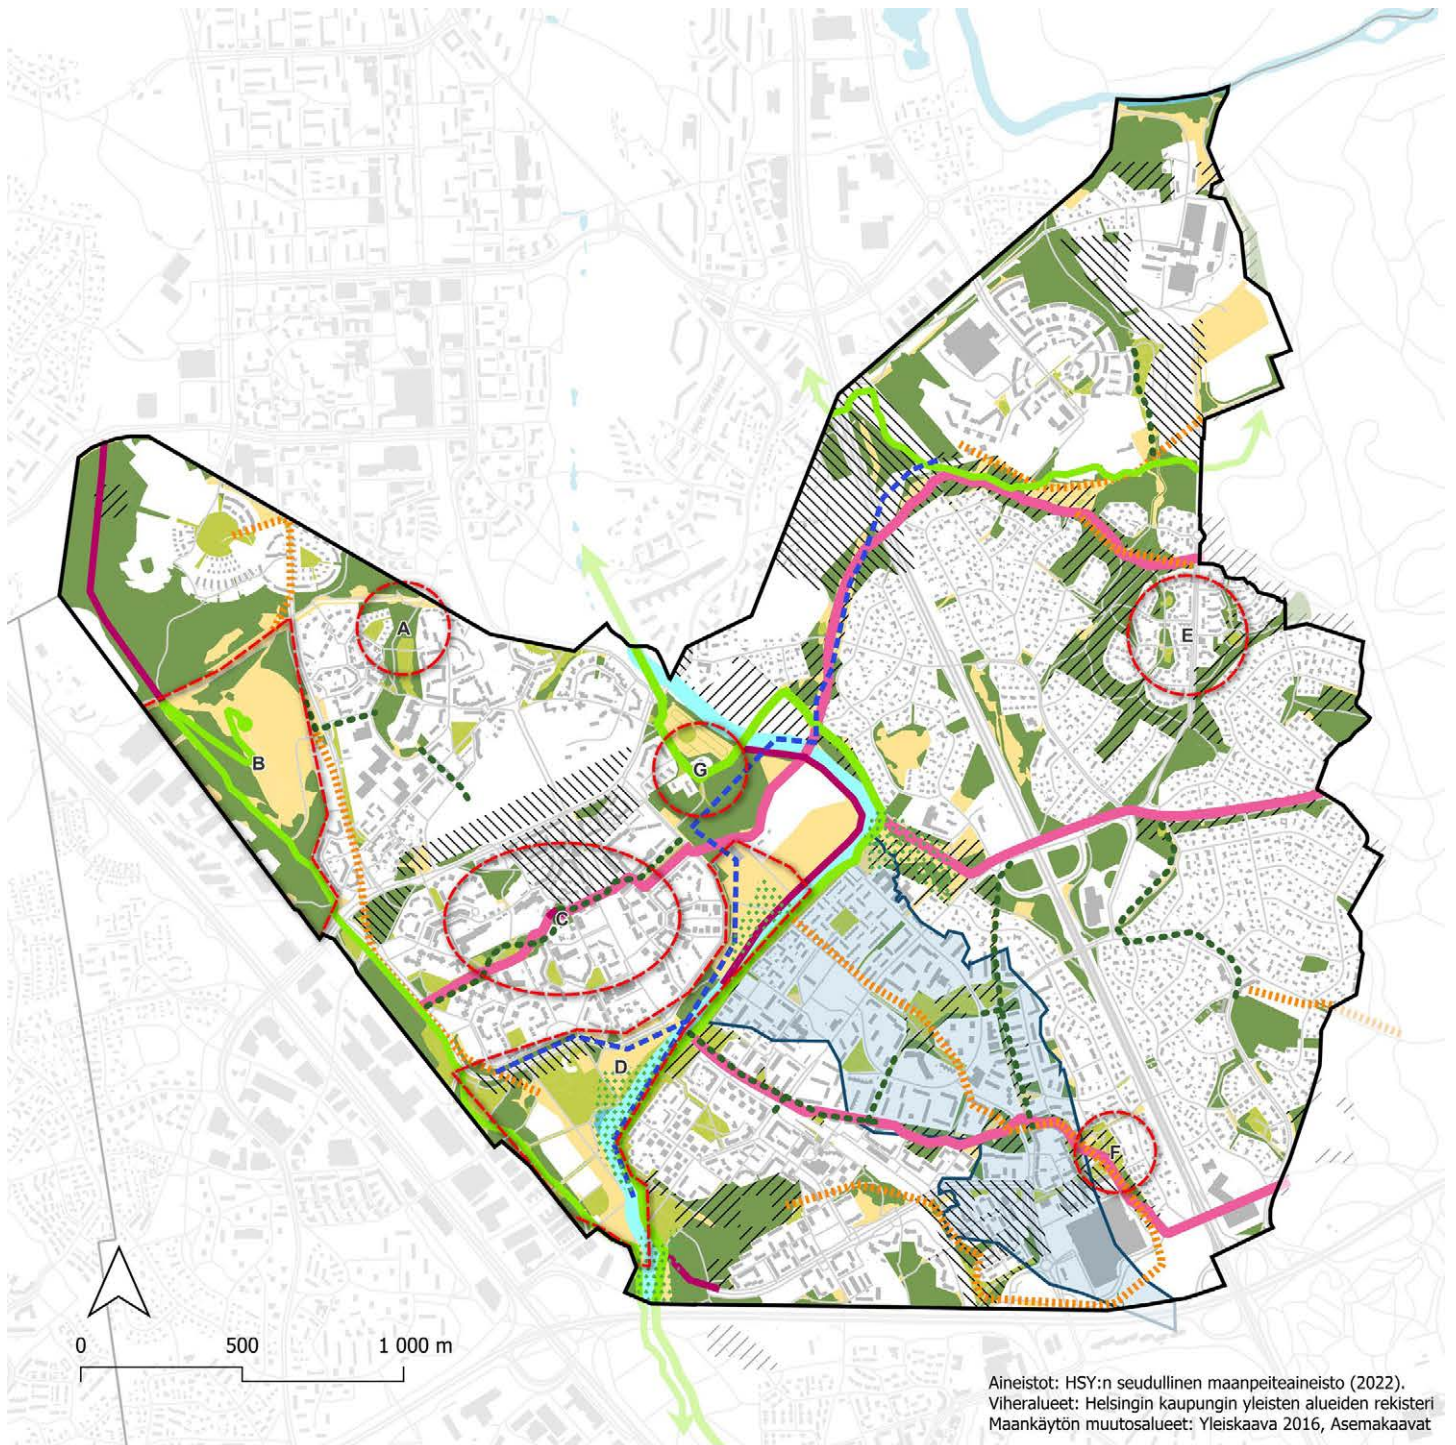 A
E
B
G
C
D
F
0 500 1 000 m
Aineistot: HSY:n seudullinen maanpeiteaineisto (2022).
Viheralueet: Helsingin kaupungin yleisten alueiden rekisteri
Maankäytön muutosalueet: Yleiskaava 2016, Asemakaavat